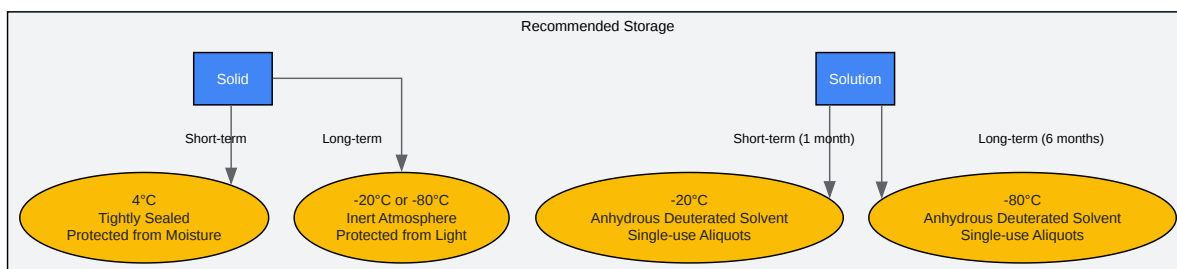 Recommended Storage
Solid
Solution
Short-term
Long-term
Short-term (1 month)
Long-term (6 months)
4°C
Tightly Sealed
Protected from Moisture
-20°C or -80°C
Inert Atmosphere
Protected from Light
-20°C
Anhydrous Deuterated Solvent
Single-use Aliquots
-80°C
Anhydrous Deuterated Solvent
Single-use Aliquots